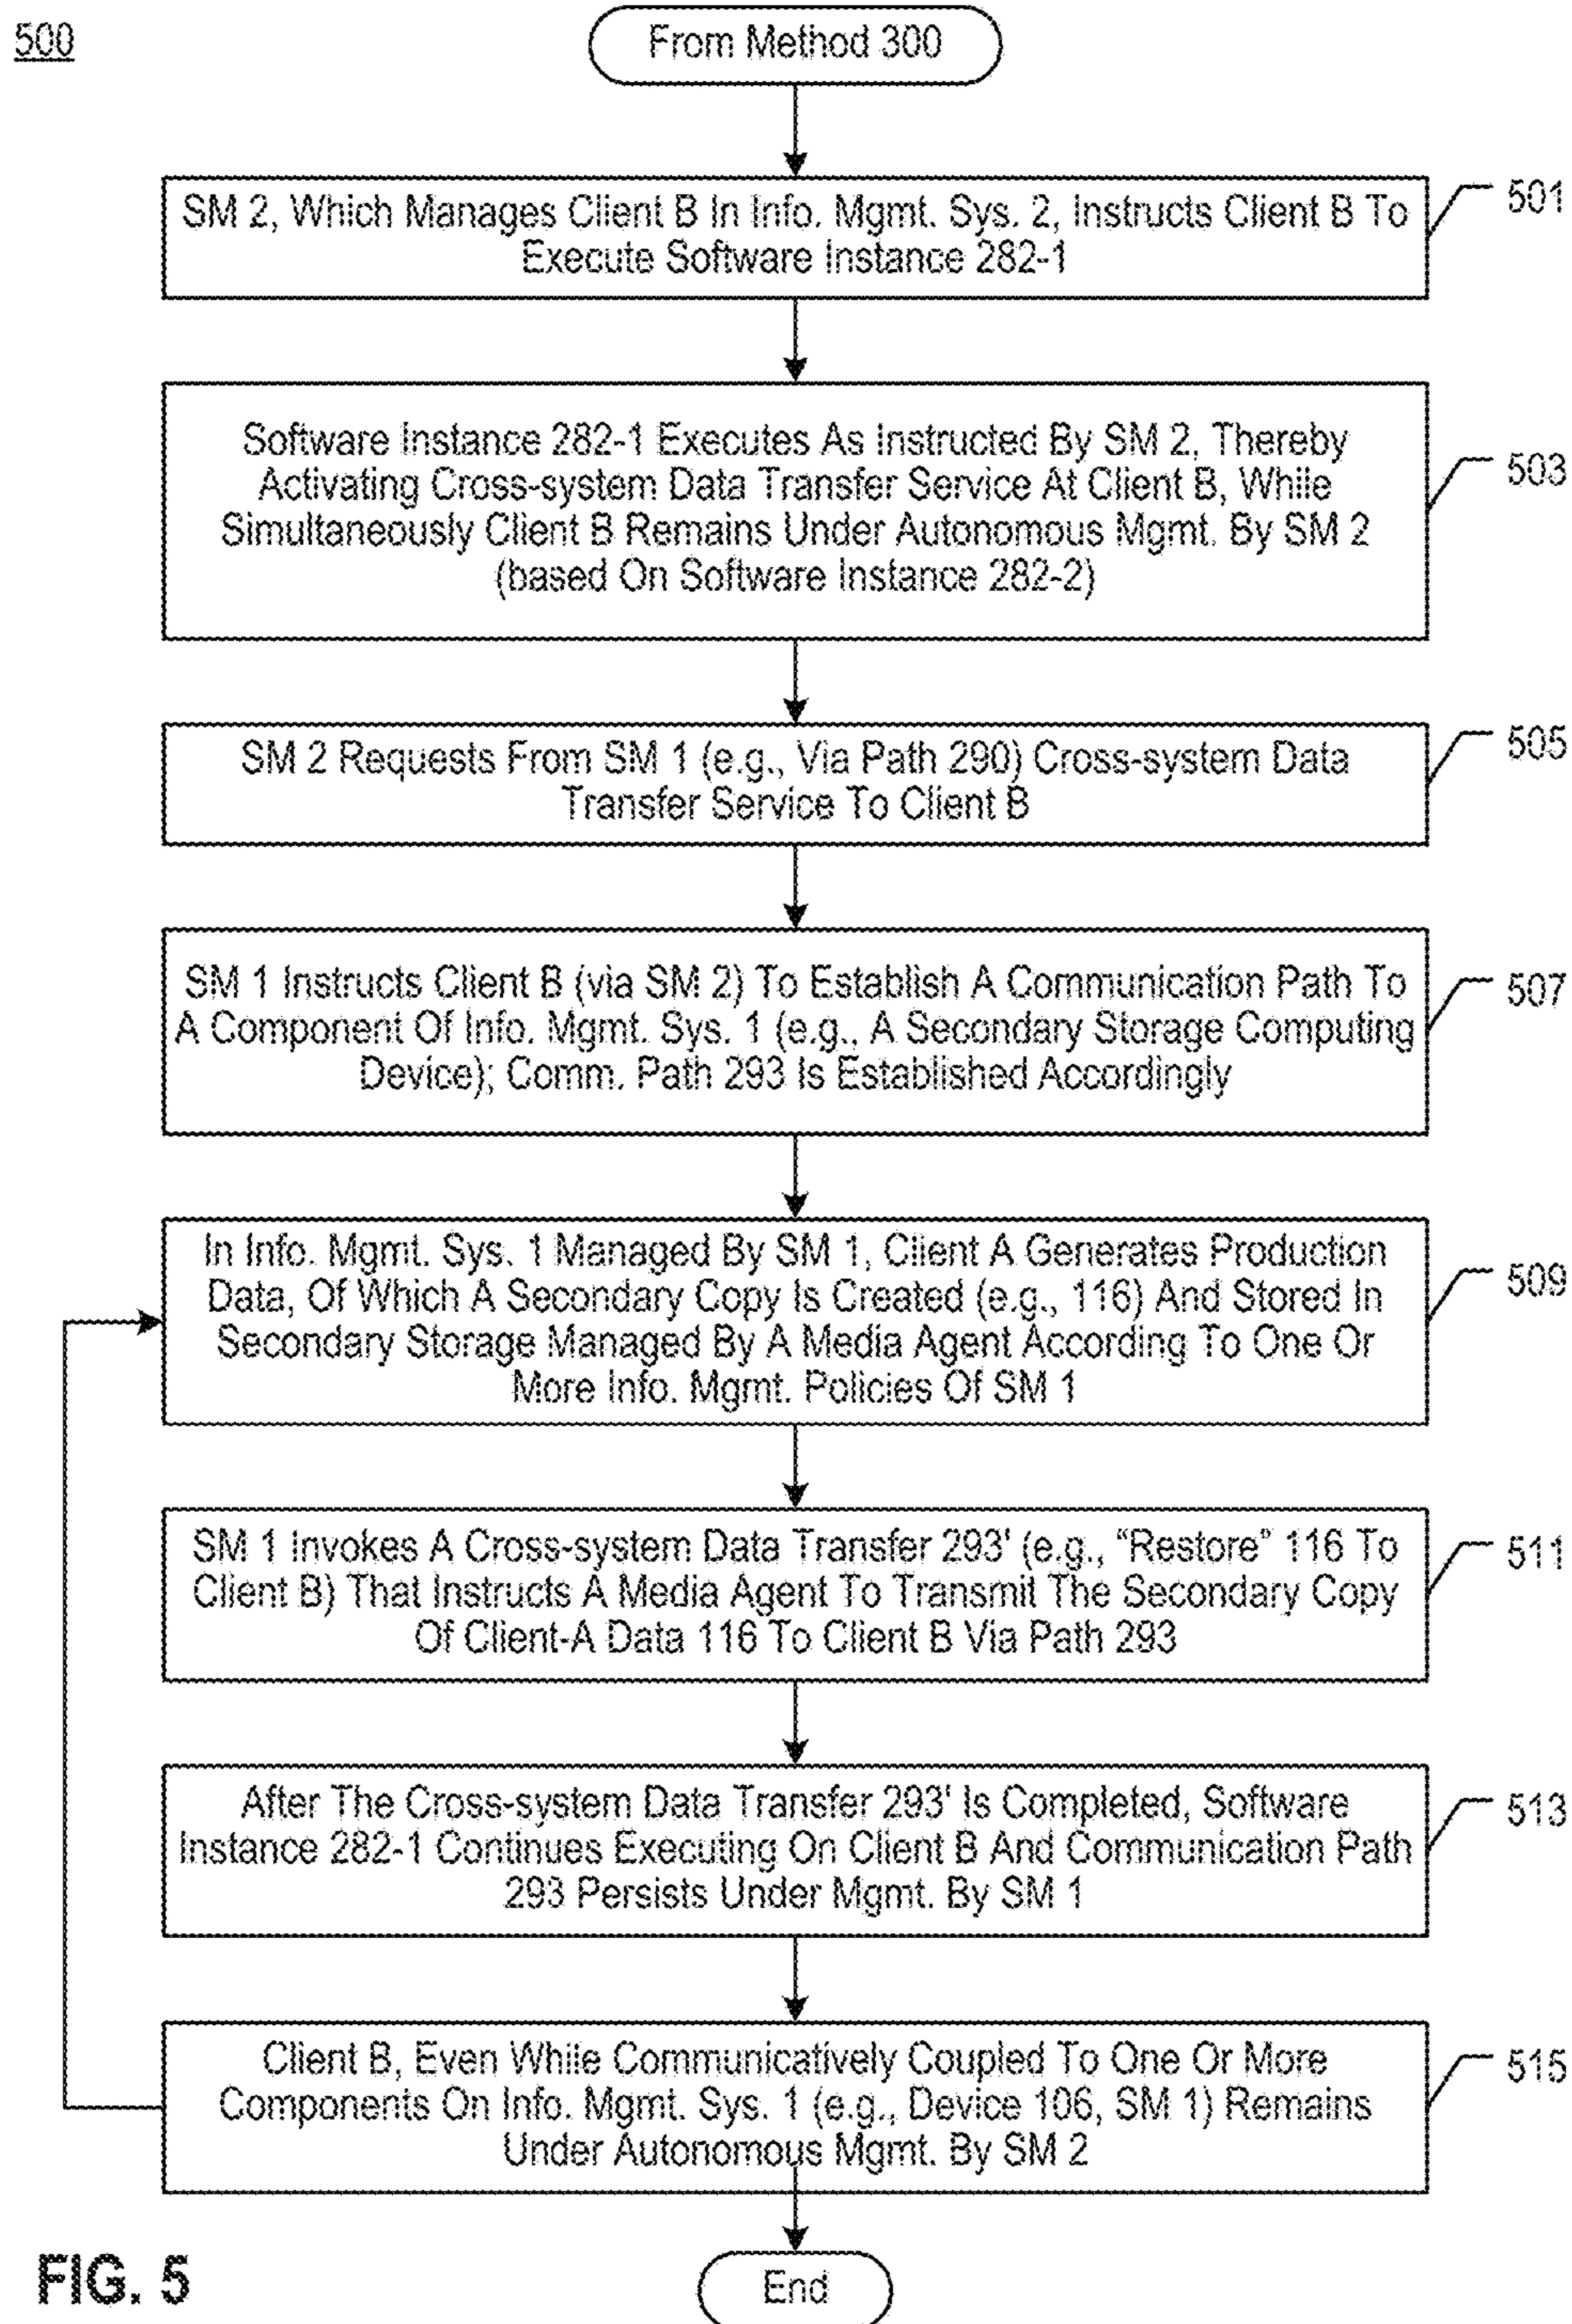 500
From Method 300
SM 2, Which Manages Client B In Info. Mgmt. Sys. 2, Instructs Client B To
Execute Software Instance 282-1
501
Software Instance 282-1 Executes As Instructed By SM 2, Thereby
Activating Cross-system Data Transfer Service At Client B, While
Simultaneously Client B Remains Under Autonomous Mgmt. By SM 2
(based On Software Instance 282-2)
503
SM 2 Requests From SM 1 (e.g., Via Path 290) Cross-system Data
Transfer Service To Client B
505
SM 1 Instructs Client B (via SM 2) To Establish A Communication Path To
A Component Of Info. Mgmt. Sys. 1 (e.g., A Secondary Storage Computing
Device); Comm. Path 293 Is Established Accordingly
507
In Info. Mgmt. Sys. 1 Managed By SM 1, Client A Generates Production
Data, Of Which A Secondary Copy Is Created (e.g., 116) And Stored In
Secondary Storage Managed By A Media Agent According To One Or
More Info. Mgmt. Policies Of SM 1
509
SM 1 Invokes A Cross-system Data Transfer 293' (e.g., “Restore” 116 To
Client B) That Instructs A Media Agent To Transmit The Secondary Copy
Of Client-A Data 116 To Client B Via Path 293
511
After The Cross-system Data Transfer 293' Is Completed, Software
Instance 282-1 Continues Executing On Client B And Communication Path
293 Persists Under Mgmt. By SM 1
513
Client B, Even While Communicatively Coupled To One Or More
Components On Info. Mgmt. Sys. 1 (e.g., Device 106, SM 1) Remains
Under Autonomous Mgmt. By SM 2
515
End
FIG. 5